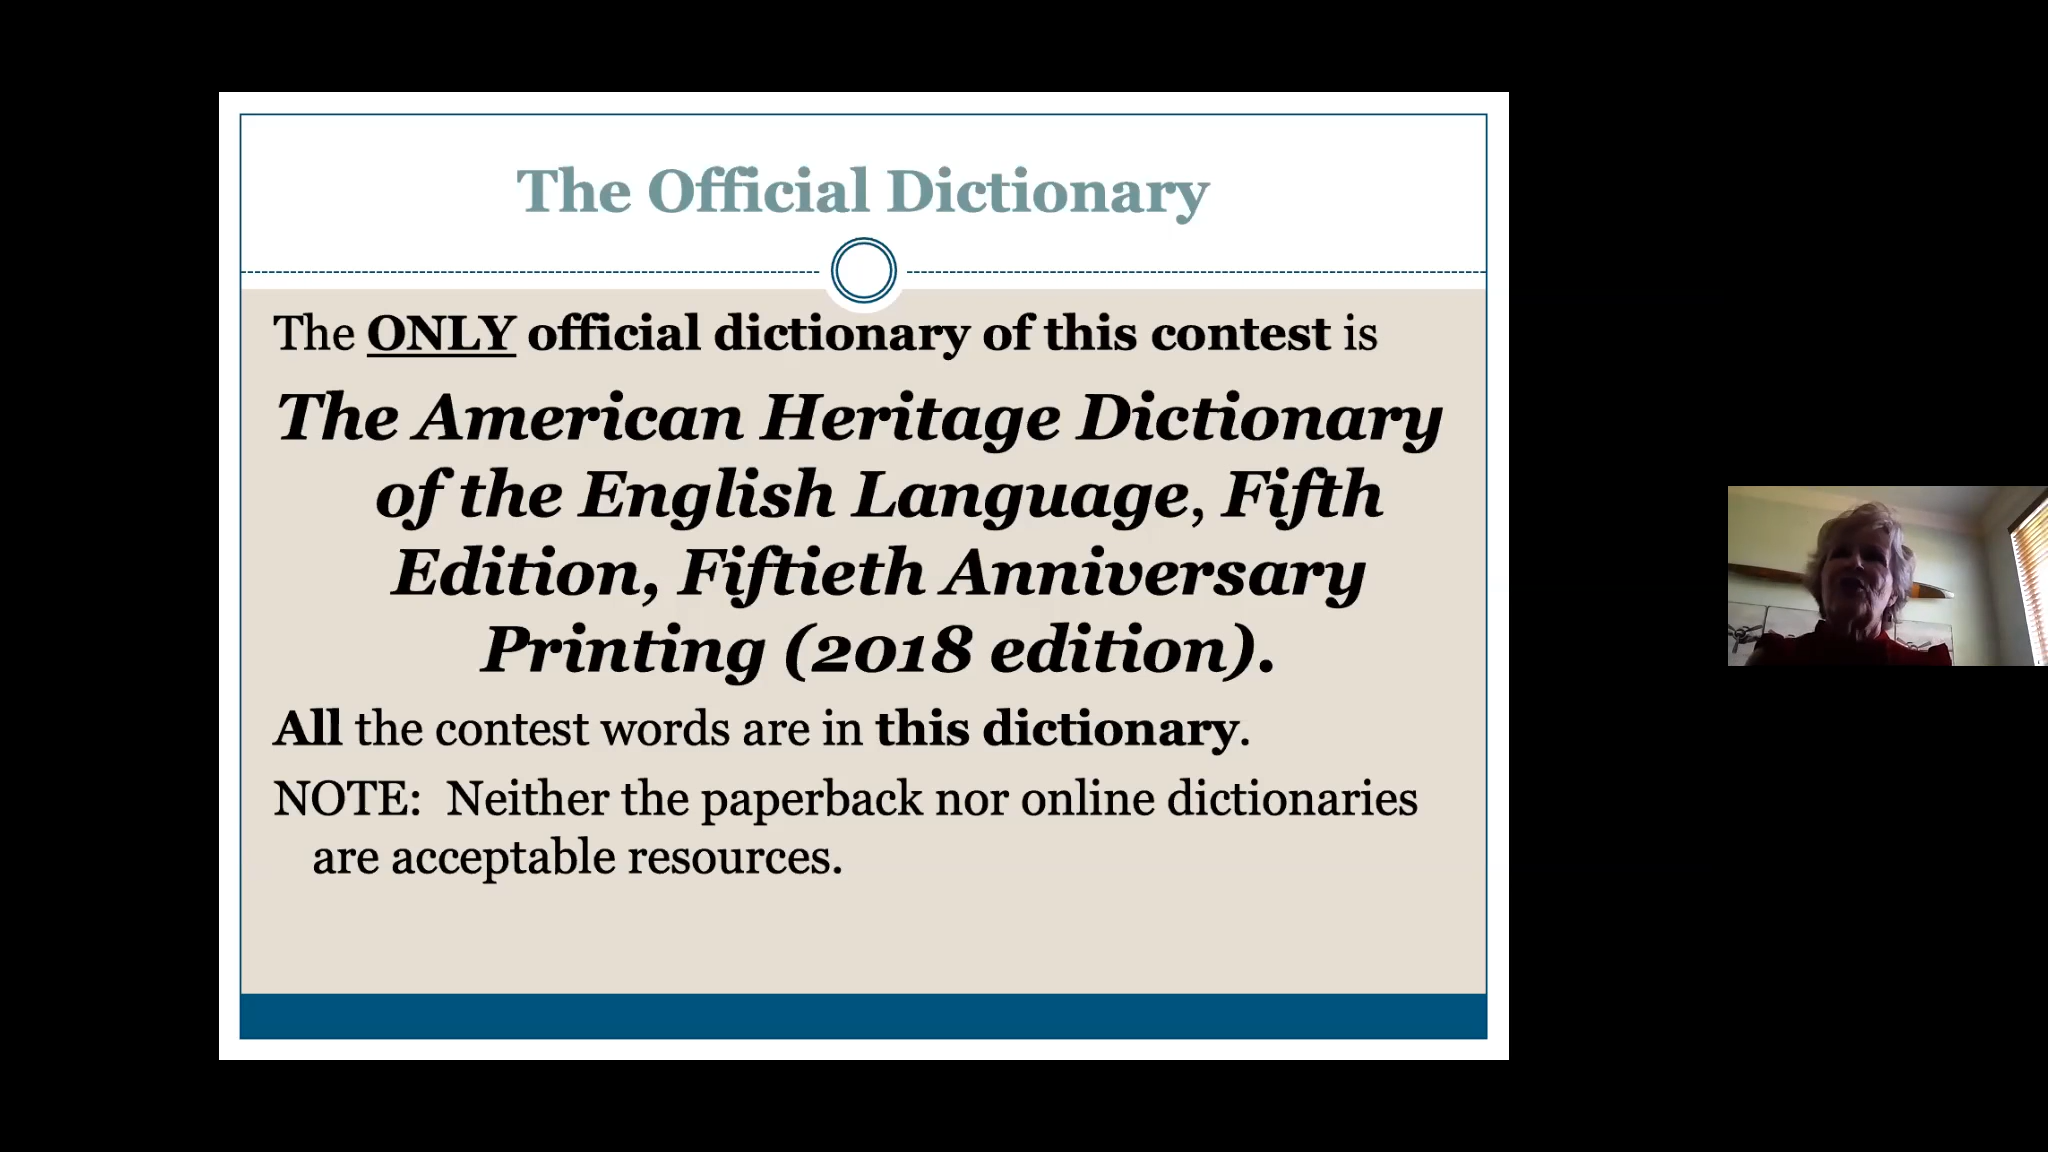 The Official Dictionary
The ONLY official dictionary of this contest is
The American Heritage Dictionary
of the English Language, Fifth
Edition, Fiftieth Anniversary
Printing (2018 edition).
All the contest words are in this dictionary.
NOTE:  Neither the paperback nor online dictionaries
are acceptable resources.